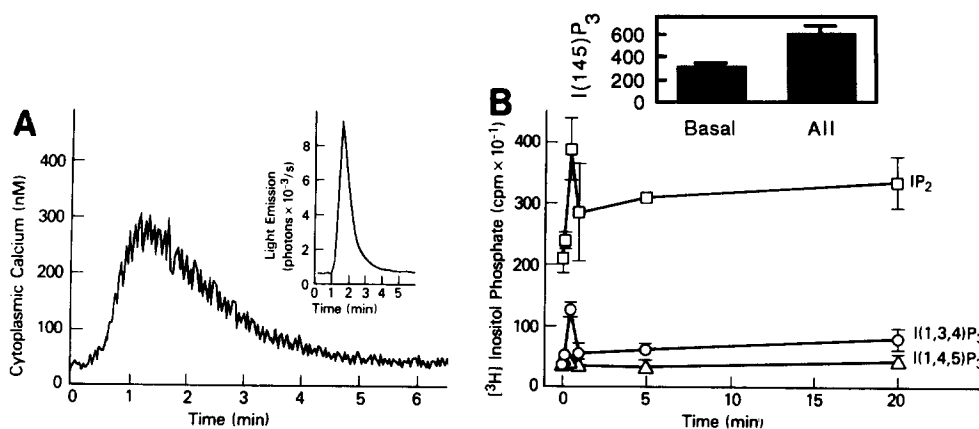 A
Cytoplasmic Calcium (nM)
400
300
200
100
0
0 1 2 3 4 5 6
Time (min)
Light Emission
(photons × 10⁻³/s)
8
6
4
2
0
0 1 2 3 4 5
Time (min)
B
I(145)P₃
600
400
200
0
Basal AII
[³H] Inositol Phosphate (cpm × 10⁻¹)
400
300
200
100
0
0 5 10 15 20
Time (min)
IP₂
I(1,3,4)P
I(1,4,5)P